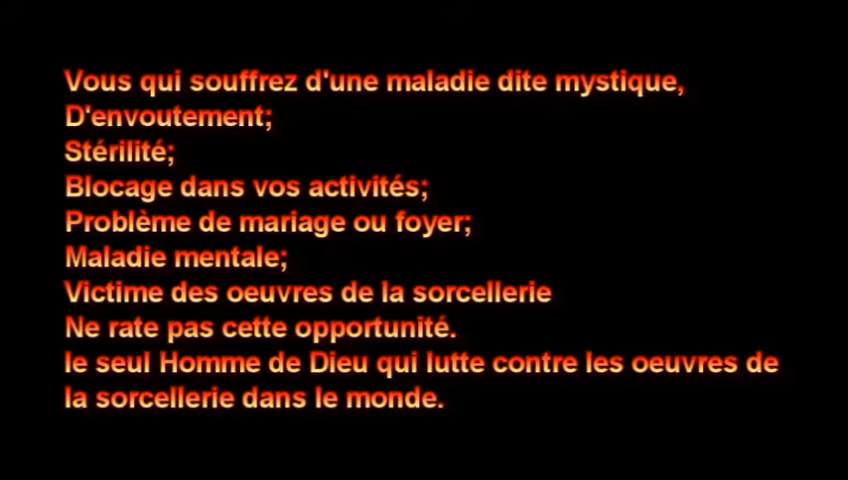 Vous qui souffrez d'une maladie dite mystique,
D'envoutement;
Stérilité;
Blocage dans vos activités;
Problème de mariage ou foyer;
Maladie mentale;
Victime des oeuvres de la sorcellerie
Ne rate pas cette opportunité.
le seul Homme de Dieu qui lutte contre les oeuvres de
la sorcellerie dans le monde.